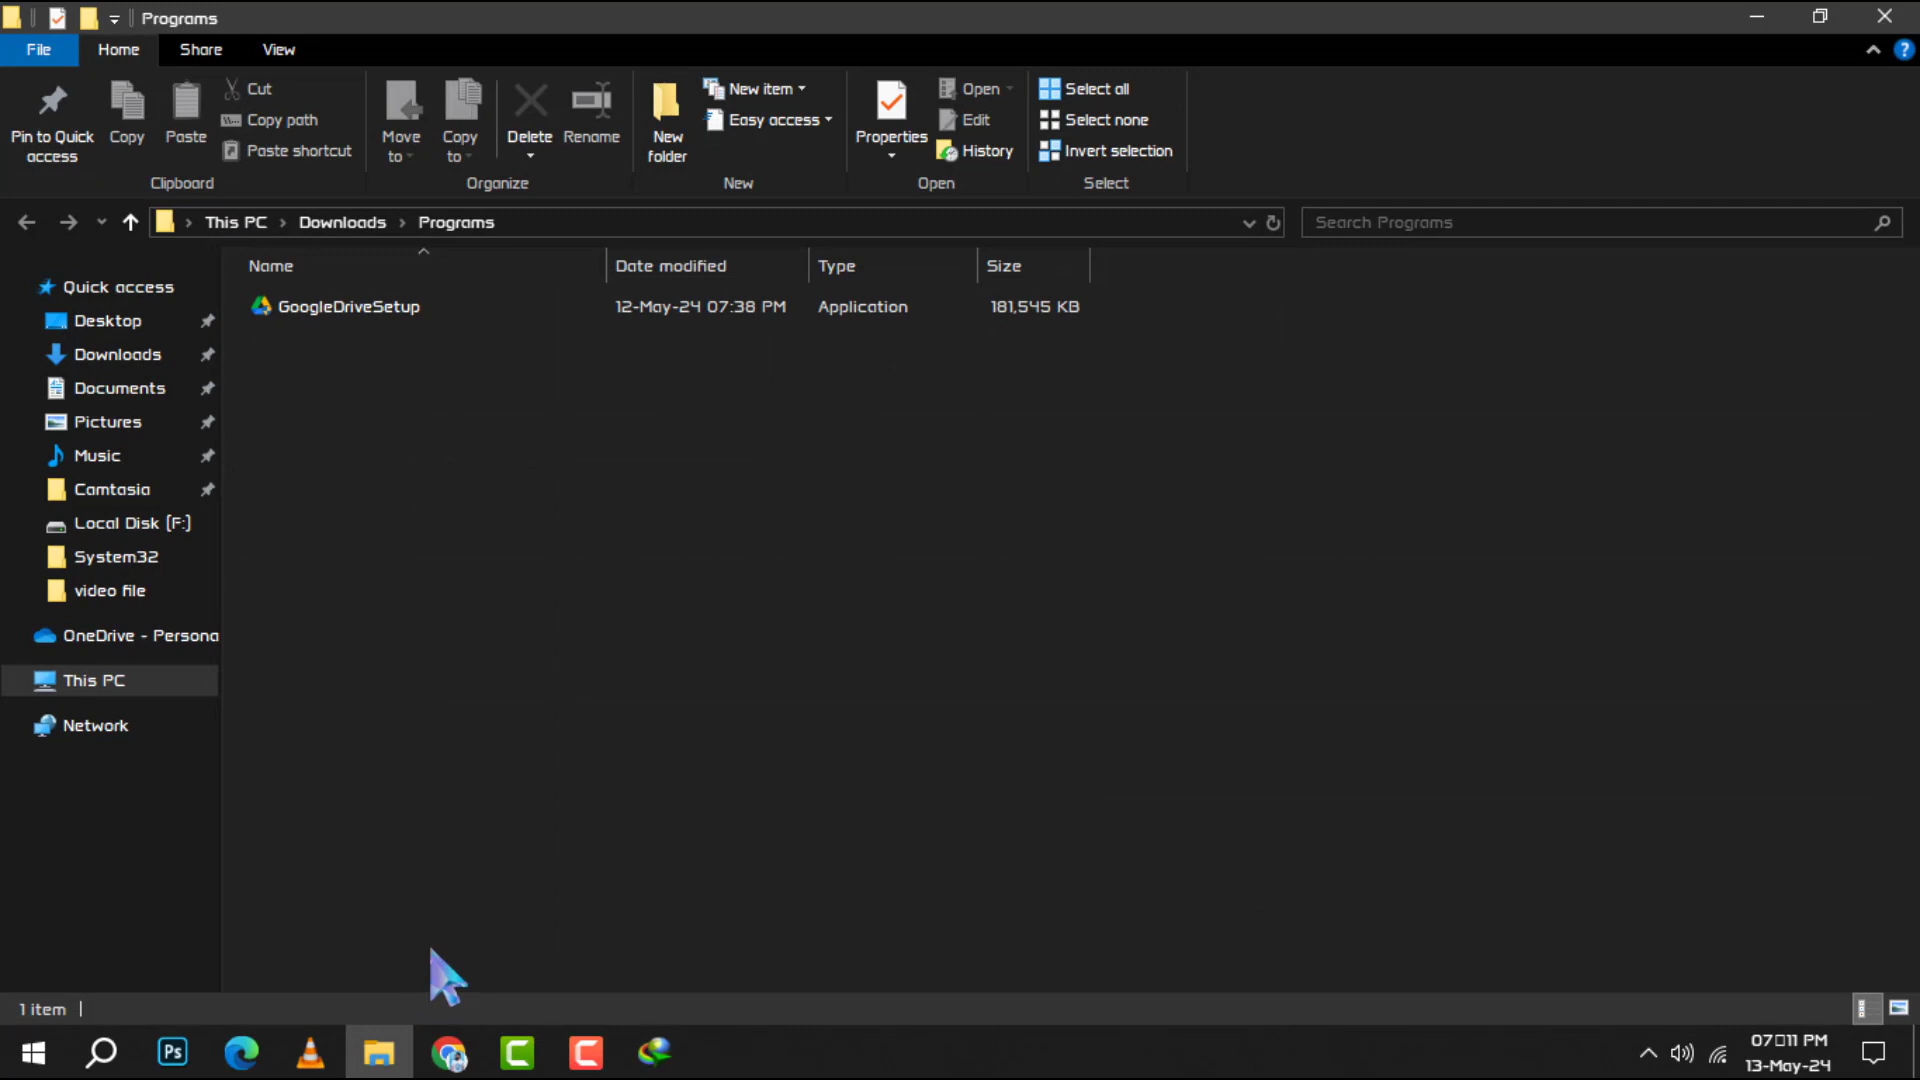 Programs
File Home Share View
Pin to Quick access
Copy
Paste
Cut
Copy path
Paste shortcut
Clipboard
Move to
Copy to
Delete
Rename
Organize
New folder
New item
Easy access
New
Properties
Open
Edit
History
Open
Select all
Select none
Invert selection
Select
This PC > Downloads > Programs
Search Programs
Name Date modified Type Size
GoogleDriveSetup 12-May-24 07:38 PM Application 181,545 KB
Quick access
Desktop
Downloads
Documents
Pictures
Music
Camtasia
Local Disk [F:]
System32
video file
OneDrive - Persona
This PC
Network
1 item
Ps
07▯11 PM
13-May-24